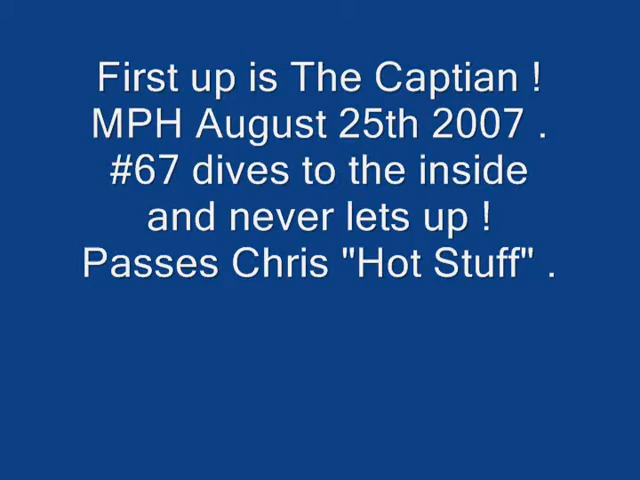 First up is The Captian !
MPH August 25th 2007 .
#67 dives to the inside
and never lets up !
Passes Chris "Hot Stuff" .